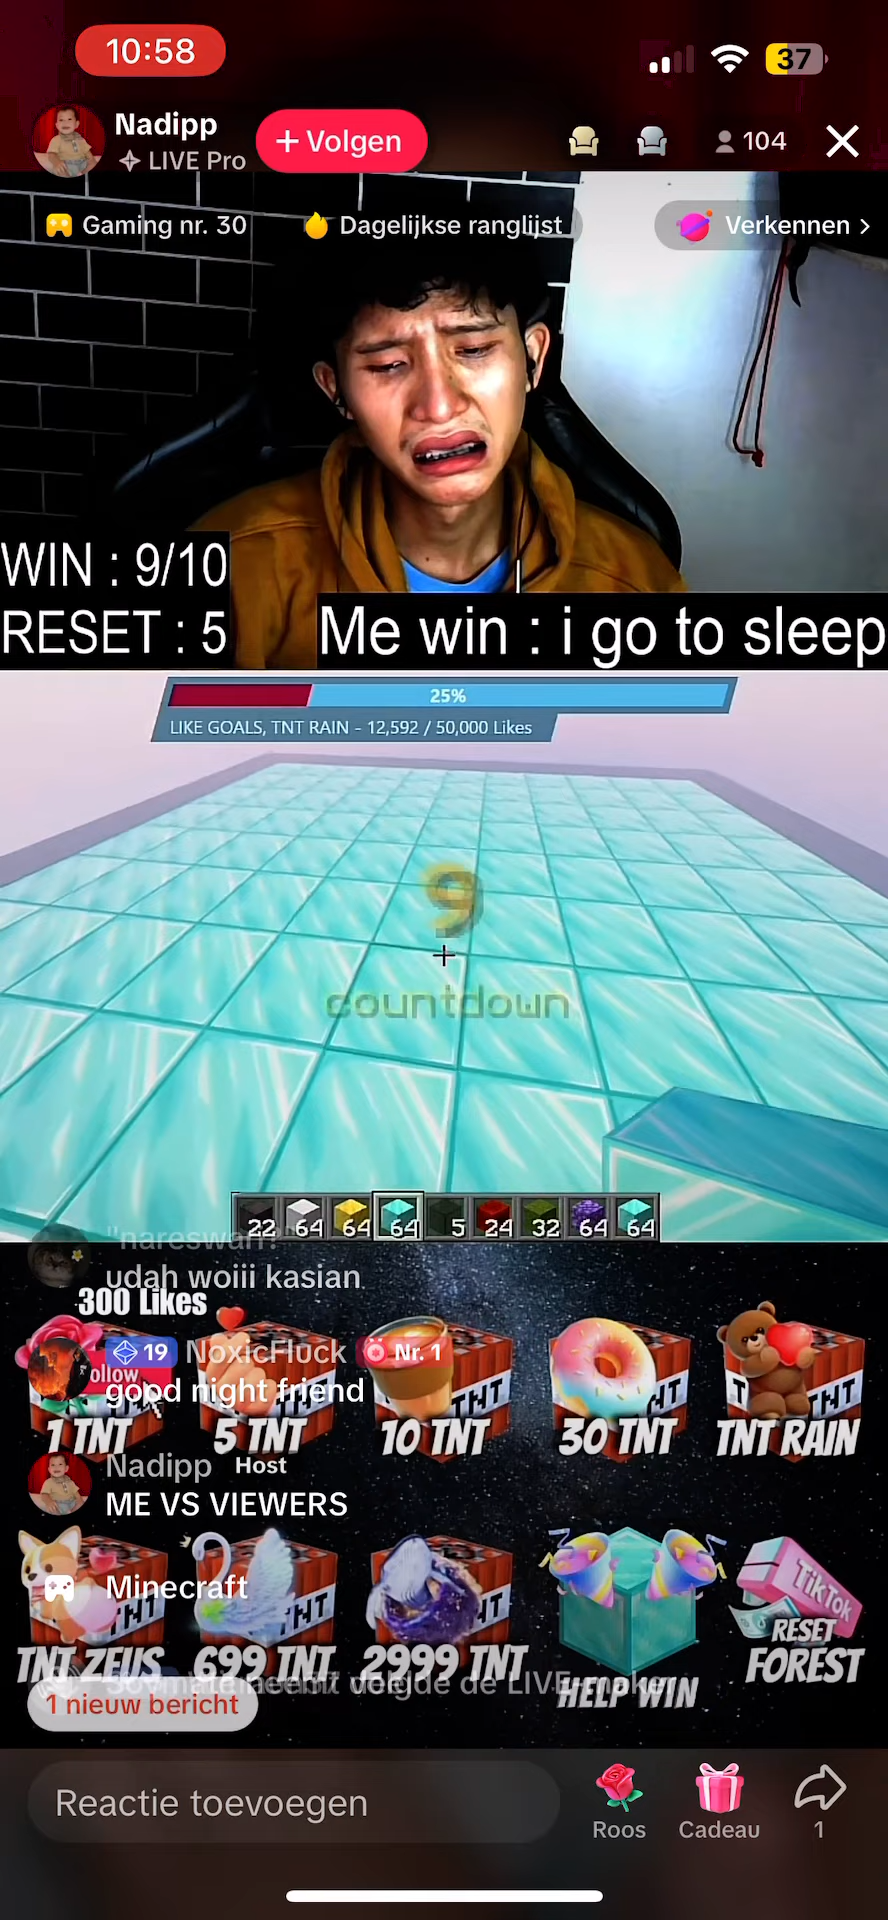 10:58
37
Nadipp
LIVE Pro
+ Volgen
104
Gaming nr. 30
Dagelijkse ranglijst
Verkennen >
WIN : 9/10
RESET : 5
Me win : i go to sleep
25%
LIKE GOALS, TNT RAIN - 12,592 / 50,000 Likes
9
countdown
22 64 64 64 5 24 32 64 64
udah woiii kasian
300 Likes
19 NoxicFluck Nr. 1
good night friend
1 TNT
5 TNT
10 TNT
30 TNT
TNT RAIN
Nadipp Host
ME VS VIEWERS
Minecraft
TNT ZEUS
699 TNT
2999 TNT
HELP WIN
TikTok
RESET
FOREST
de LIVE-maker
1 nieuw bericht
Reactie toevoegen
Roos
Cadeau
1